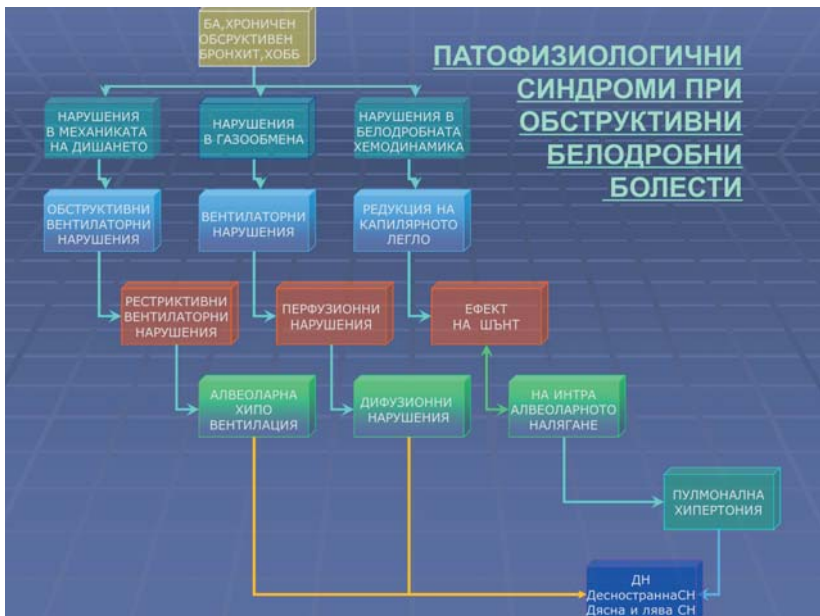 БА,ХРОНИЧЕН
ОБСРУКТИВЕН
БРОНХИТ,ХОББ
ПАТОФИЗИОЛОГИЧНИ
СИНДРОМИ ПРИ
ОБСТРУКТИВНИ
БЕЛОДРОБНИ
БОЛЕСТИ
НАРУШЕНИЯ
В МЕХАНИКАТА
НА ДИШАНЕТО
НАРУШЕНИЯ
В ГАЗООБМЕНА
НАРУШЕНИЯ В
БЕЛОДРОБНАТА
ХЕМОДИНАМИКА
ОБСТРУКТИВНИ
ВЕНТИЛАТОРНИ
НАРУШЕНИЯ
ВЕНТИЛАТОРНИ
НАРУШЕНИЯ
РЕДУКЦИЯ НА
КАПИЛЯРНОТО
ЛЕГЛО
РЕСТРИКТИВНИ
ВЕНТИЛАТОРНИ
НАРУШЕНИЯ
ПЕРФУЗИОННИ
НАРУШЕНИЯ
ЕФЕКТ
НА ШЪНТ
АЛВЕОЛАРНА
ХИПО
ВЕНТИЛАЦИЯ
ДИФУЗИОННИ
НАРУШЕНИЯ
НА ИНТРА
АЛВЕОЛАРНОТО
НАЛЯГАНЕ
ПУЛМОНАЛНА
ХИПЕРТОНИЯ
ДН
ДесностраннаСН
Дясна и лява СН